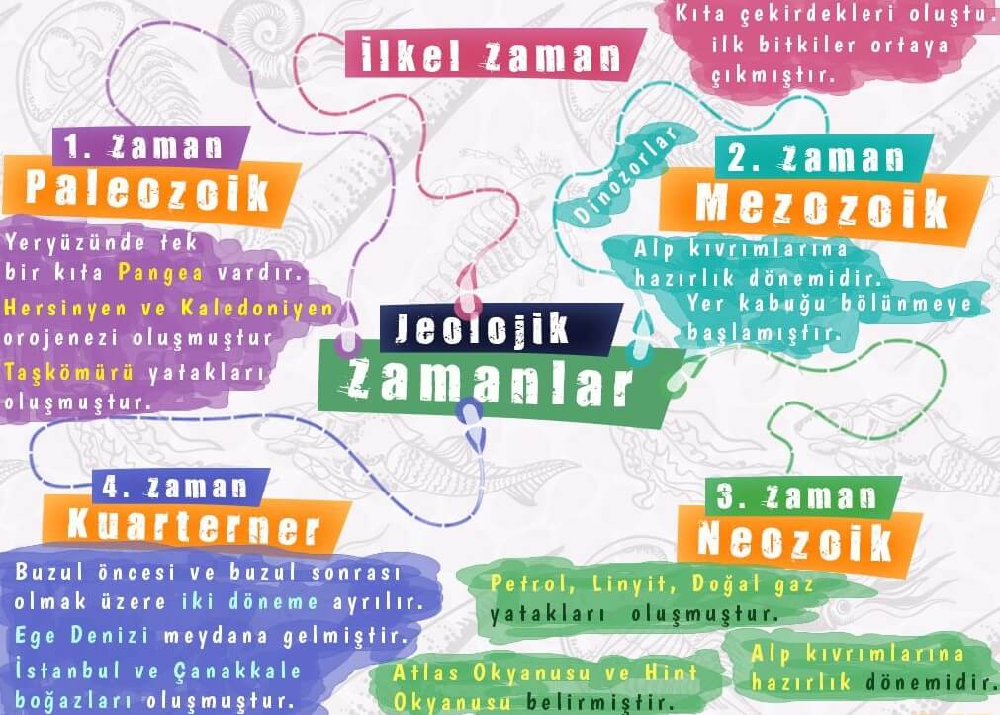 İlkel Zaman
Kıta çekirdekleri oluştu.
ilk bitkiler ortaya
çıkmıştır.
1. Zaman
Paleozoik
Yeryüzünde tek
bir kıta Pangea vardır.
Hersinyen ve Kaledoniyen
orojenezi oluşmuştur
Taşkömürü yatakları
oluşmuştur.
2. Zaman
Mezozoik
Dinozorlar
Alp kıvrımlarına
hazırlık dönemidir.
Yer kabuğu bölünmeye
başlamıştır.
Jeolojik
Zamanlar
4. Zaman
Kuarterner
Buzul öncesi ve buzul sonrası
olmak üzere iki döneme ayrılır.
Ege Denizi meydana gelmiştir.
İstanbul ve Çanakkale
boğazları oluşmuştur.
3. Zaman
Neozoik
Petrol, Linyit, Doğal gaz
yatakları oluşmuştur.
Atlas Okyanusu ve Hint
Okyanusu belirmiştir.
Alp kıvrımlarına
hazırlık dönemidir.